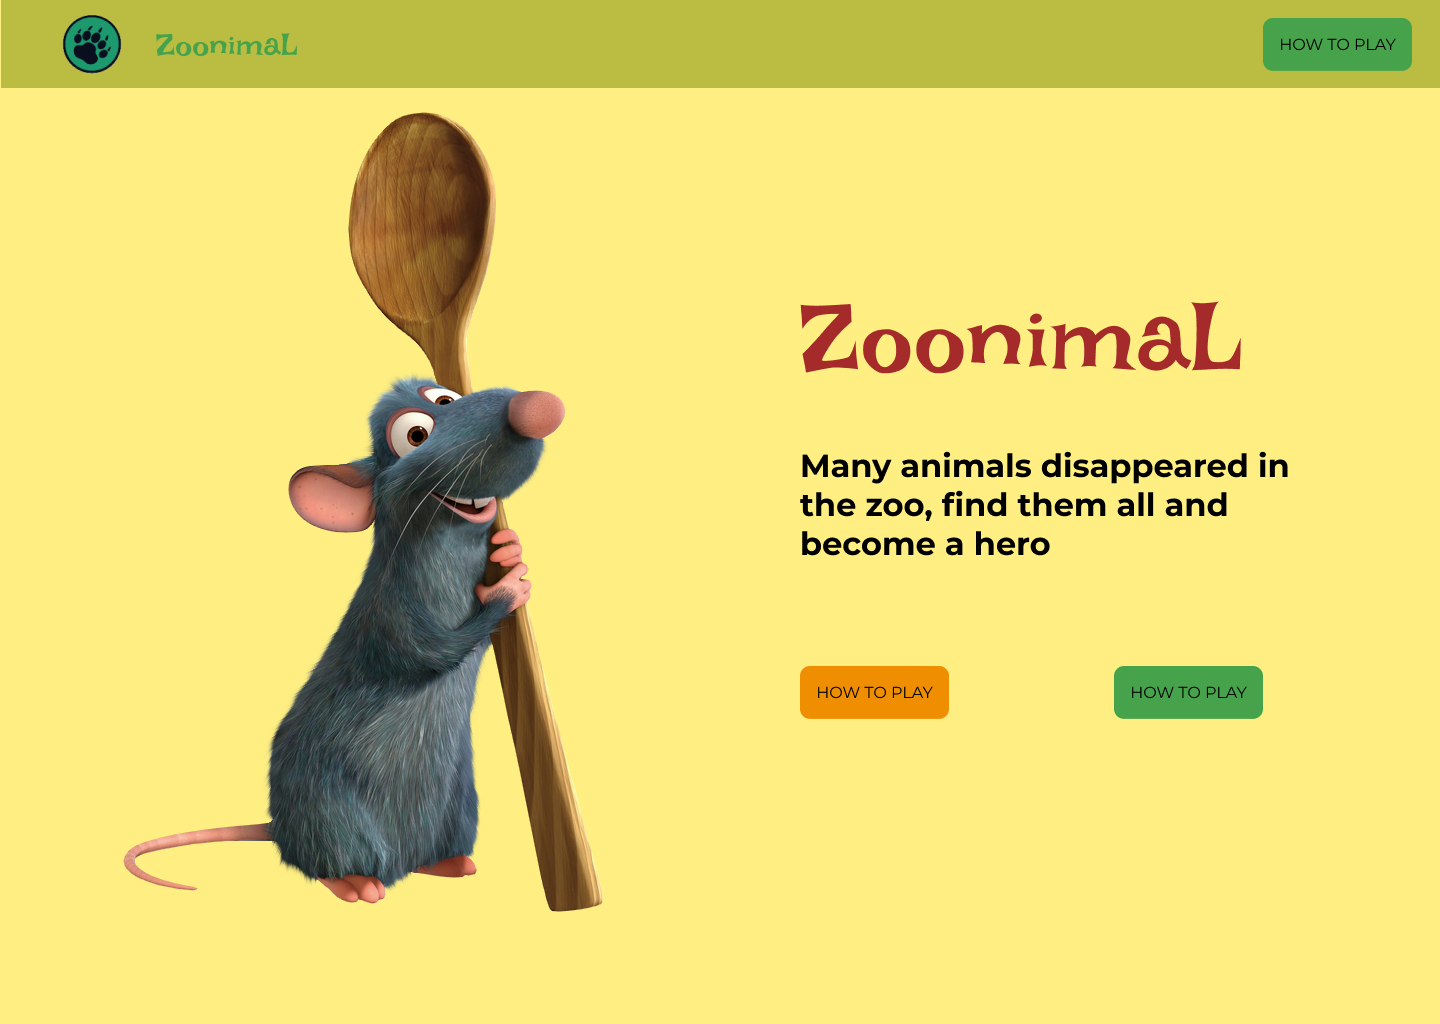 ZoonimaL
HOW TO PLAY
ZoonimaL
Many animals disappeared in
the zoo, find them all and
become a hero
HOW TO PLAY
HOW TO PLAY